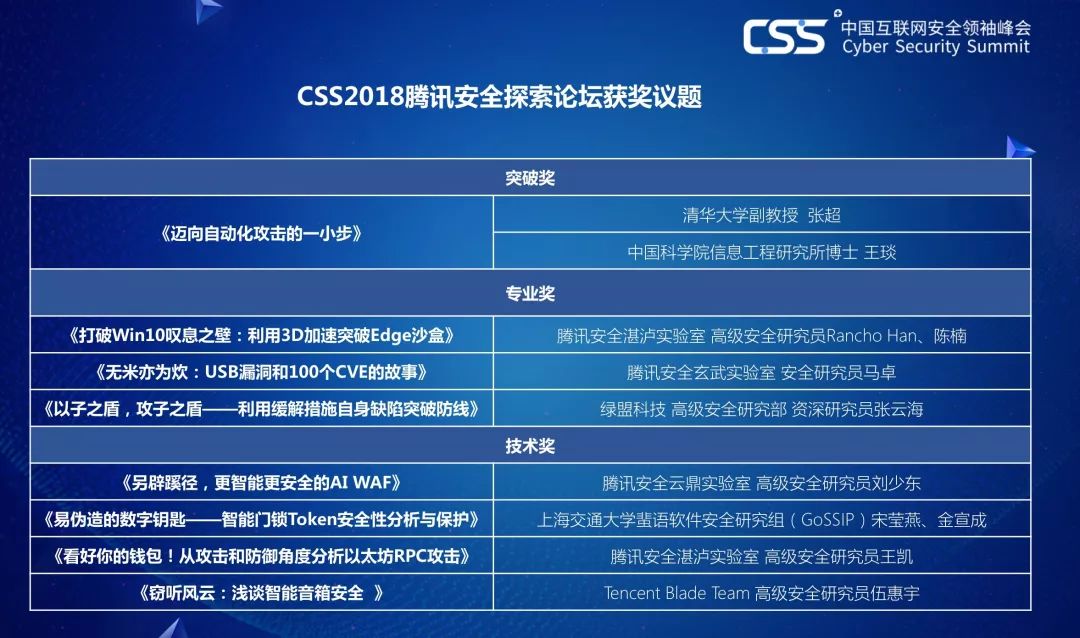 CSS
中国互联网安全领袖峰会
Cyber Security Summit
CSS2018腾讯安全探索论坛获奖议题
突破奖
《迈向自动化攻击的一小步》
清华大学副教授 张超
中国科学院信息工程研究所博士 王琰
专业奖
《打破Win10叹息之壁：利用3D加速突破Edge沙盒》
腾讯安全湛泸实验室 高级安全研究员Rancho Han、陈楠
《无米亦为炊：USB漏洞和100个CVE的故事》
腾讯安全玄武实验室 安全研究员马卓
《以子之盾，攻子之盾——利用缓解措施自身缺陷突破防线》
绿盟科技 高级安全研究部 资深研究员张云海
技术奖
《另辟蹊径，更智能更安全的AI WAF》
腾讯安全云鼎实验室 高级安全研究员刘少东
《易伪造的数字钥匙——智能门锁Token安全性分析与保护》
上海交通大学蜚语软件安全研究组（GoSSIP）宋莹燕、金宣成
《看好你的钱包！从攻击和防御角度分析以太坊RPC攻击》
腾讯安全湛泸实验室 高级安全研究员王凯
《窃听风云：浅谈智能音箱安全 》
Tencent Blade Team 高级安全研究员伍惠宇